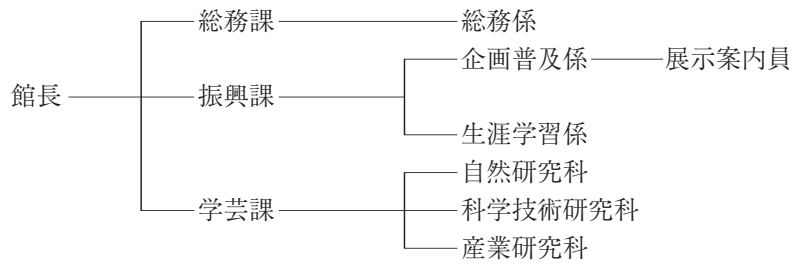 総務課 総務係
企画普及係 展示案内員
館長 振興課
生涯学習係
自然研究科
学芸課 科学技術研究科
産業研究科